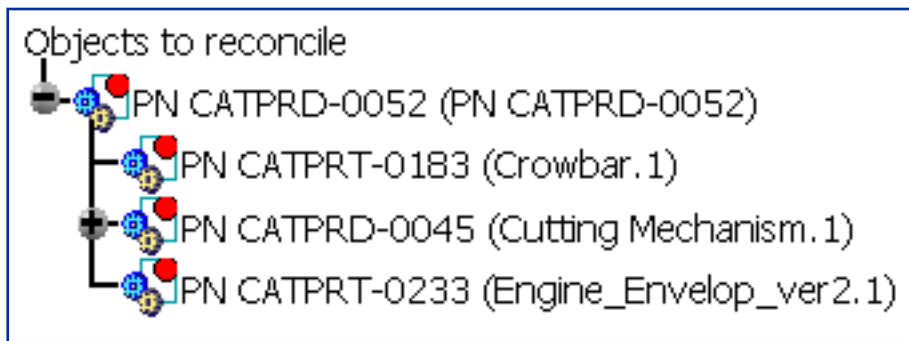 Objects to reconcile
PN CATPRD-0052 (PN CATPRD-0052)
PN CATPRT-0183 (Crowbar.1)
PN CATPRD-0045 (Cutting Mechanism.1)
PN CATPRT-0233 (Engine_Envelop_ver2.1)